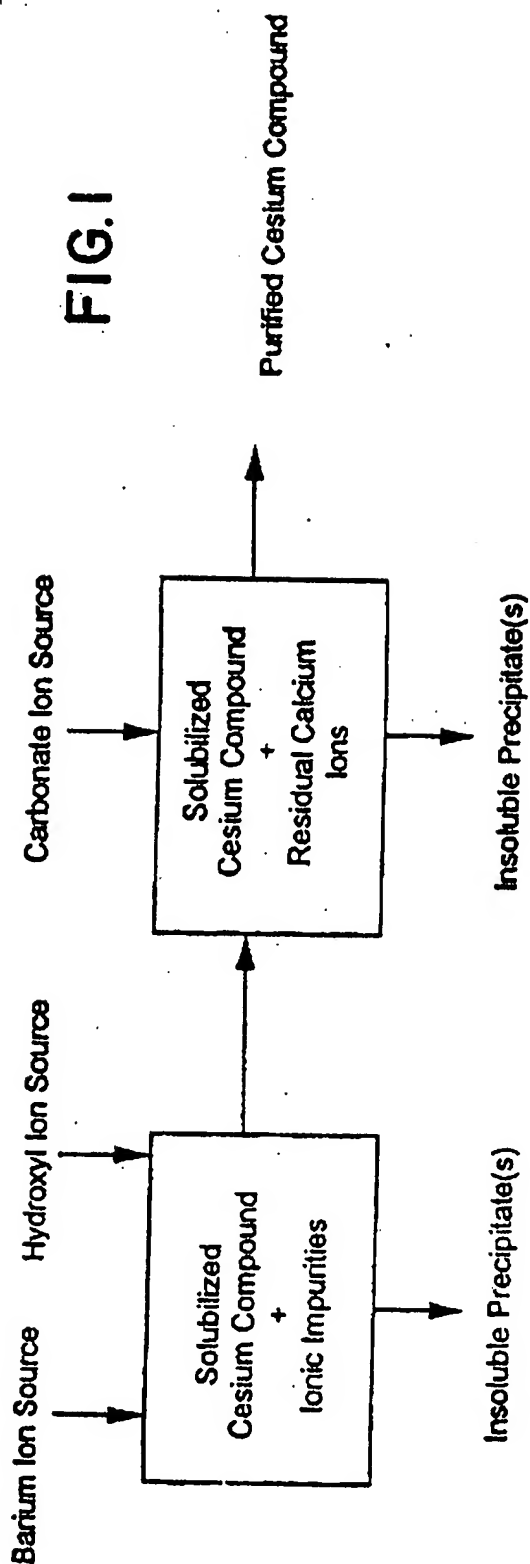 FIG. 1
Barium Ion Source
Hydroxyl Ion Source
Solubilized
Cesium Compound
+
Ionic Impurities
Insoluble Precipitate(s)
Carbonate Ion Source
Solubilized
Cesium Compound
+
Residual Calcium
Ions
Insoluble Precipitate(s)
Purified Cesium Compound